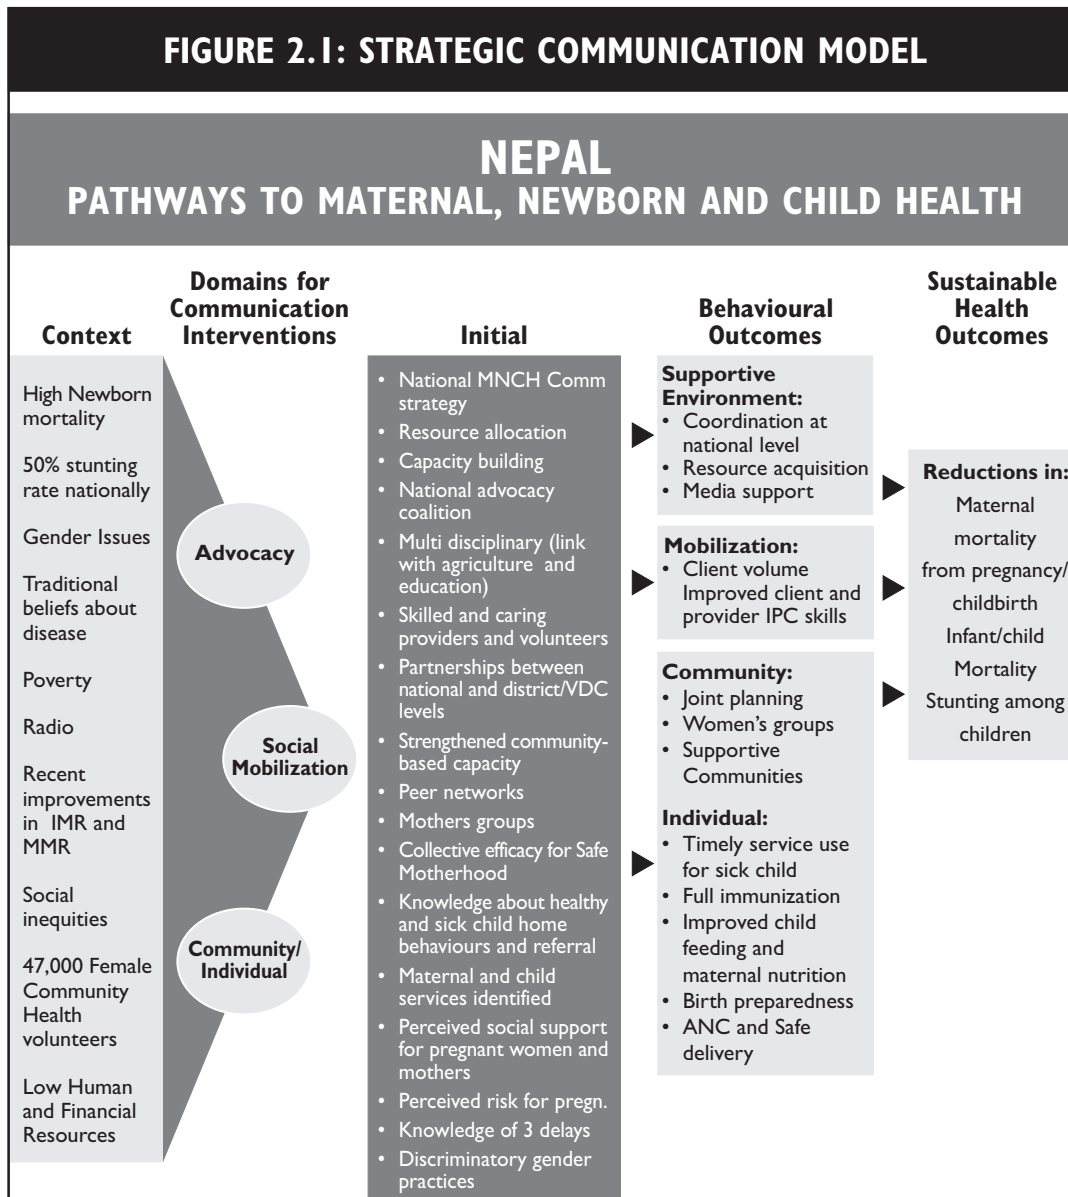 FIGURE 2.1: STRATEGIC COMMUNICATION MODEL
NEPAL
PATHWAYS TO MATERNAL, NEWBORN AND CHILD HEALTH
Context
High Newborn
mortality
50% stunting
rate nationally
Gender Issues
Traditional
beliefs about
disease
Poverty
Radio
Recent
improvements
in IMR and
MMR
Social
inequities
47,000 Female
Community
Health
volunteers
Low Human
and Financial
Resources
Domains for
Communication
Interventions
Advocacy
Social
Mobilization
Community/
Individual
Initial
• National MNCH Comm
strategy
• Resource allocation
• Capacity building
• National advocacy
coalition
• Multi disciplinary (link
with agriculture and
education)
• Skilled and caring
providers and volunteers
• Partnerships between
national and district/VDC
levels
• Strengthened community-
based capacity
• Peer networks
• Mothers groups
• Collective efficacy for Safe
Motherhood
• Knowledge about healthy
and sick child home
behaviours and referral
• Maternal and child
services identified
• Perceived social support
for pregnant women and
mothers
• Perceived risk for pregn.
• Knowledge of 3 delays
• Discriminatory gender
practices
Behavioural
Outcomes
Supportive
Environment:
• Coordination at
national level
• Resource acquisition
• Media support
Mobilization:
• Client volume
Improved client and
provider IPC skills
Community:
• Joint planning
• Women's groups
• Supportive
Communities
Individual:
• Timely service use
for sick child
• Full immunization
• Improved child
feeding and
maternal nutrition
• Birth preparedness
• ANC and Safe
delivery
Sustainable
Health
Outcomes
Reductions in:
Maternal
mortality
from pregnancy/
childbirth
Infant/child
Mortality
Stunting among
children